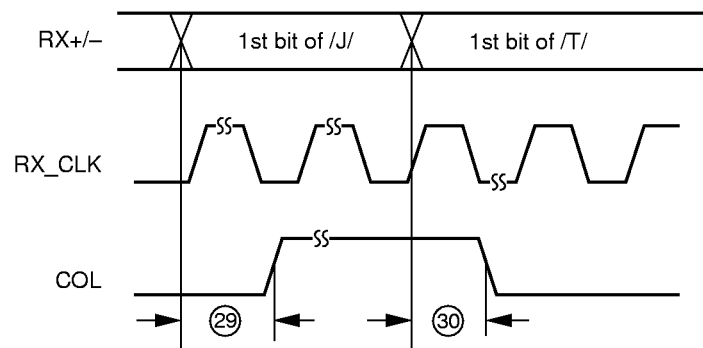 RX+/– 1st bit of /J/ 1st bit of /T/
RX_CLK
COL
29 30